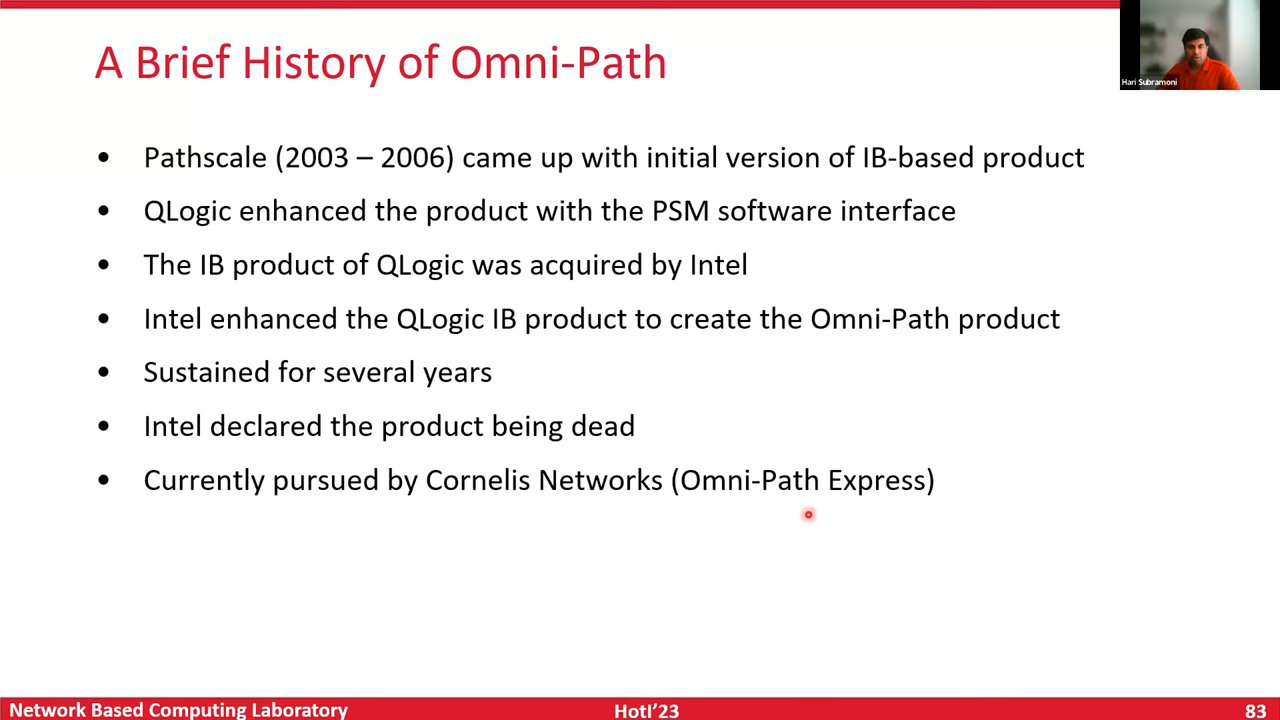 A Brief History of Omni-Path
Hari Subramoni
• Pathscale (2003 – 2006) came up with initial version of IB-based product
• QLogic enhanced the product with the PSM software interface
• The IB product of QLogic was acquired by Intel
• Intel enhanced the QLogic IB product to create the Omni-Path product
• Sustained for several years
• Intel declared the product being dead
• Currently pursued by Cornelis Networks (Omni-Path Express)
Network Based Computing Laboratory
HotI’23
83